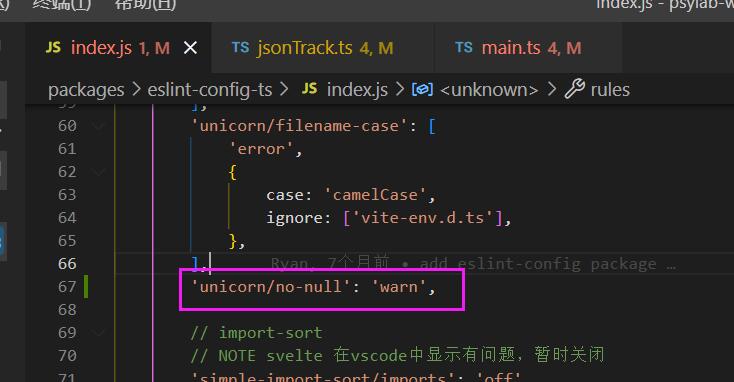 终端(T) 帮助(H)
index.js - psylab-w
index.js 1, M × TS jsonTrack.ts 4, M TS main.ts 4, M
packages > eslint-config-ts > JS index.js > <unknown> > rules
59 ],
60 'unicorn/filename-case': [
61 'error',
62 {
63 case: 'camelCase',
64 ignore: ['vite-env.d.ts'],
65 },
66 ], Ryan, 7个月前 • add eslint-config package …
67 'unicorn/no-null': 'warn',
68
69 // import-sort
70 // NOTE svelte 在vscode中显示有问题，暂时关闭
71 'simple-import-sort/imports': 'off'